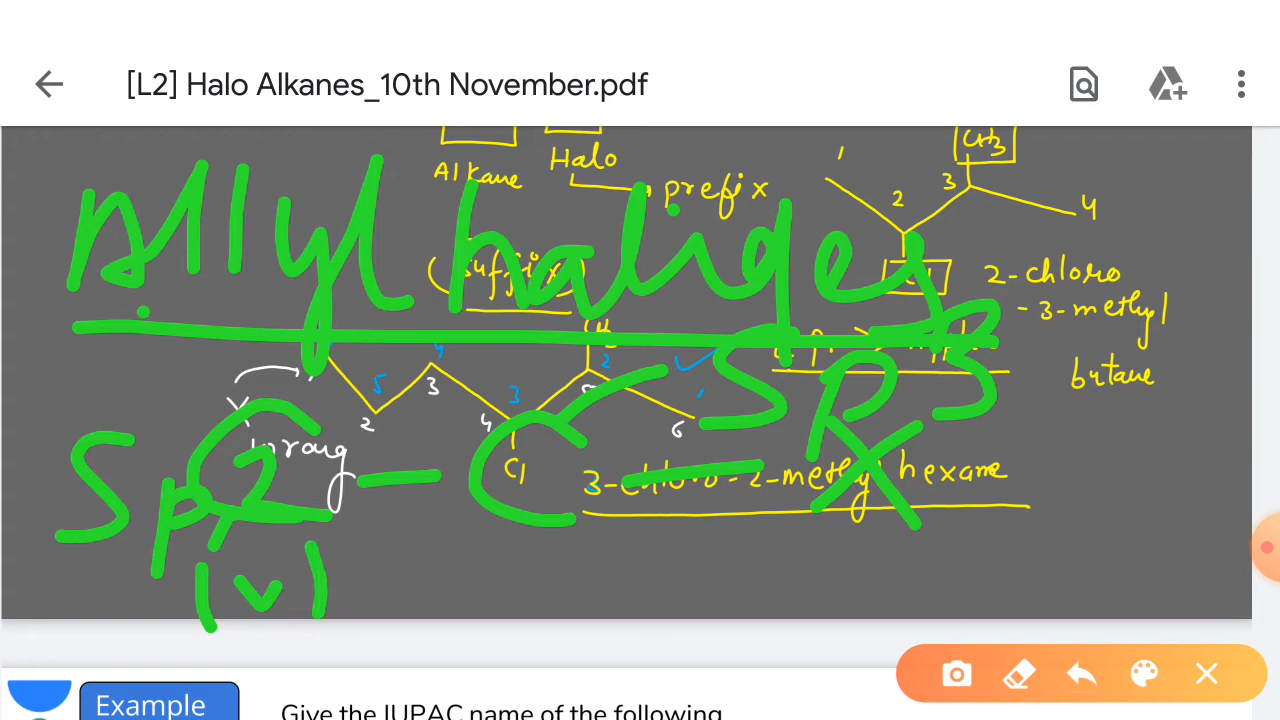 [L2] Halo Alkanes_10th November.pdf
CH3
Alkane Halo
prefix
1 2 3 4
Allyl halides
(suffix)
2-chloro
-3-methyl
butane
5 4 3 2 1
2 3 4 6
wrong
Cl
Sp2 C - C - X
SP3
(v)
3-chloro-2-methyl hexane
Example
Give the IUPAC name of the following